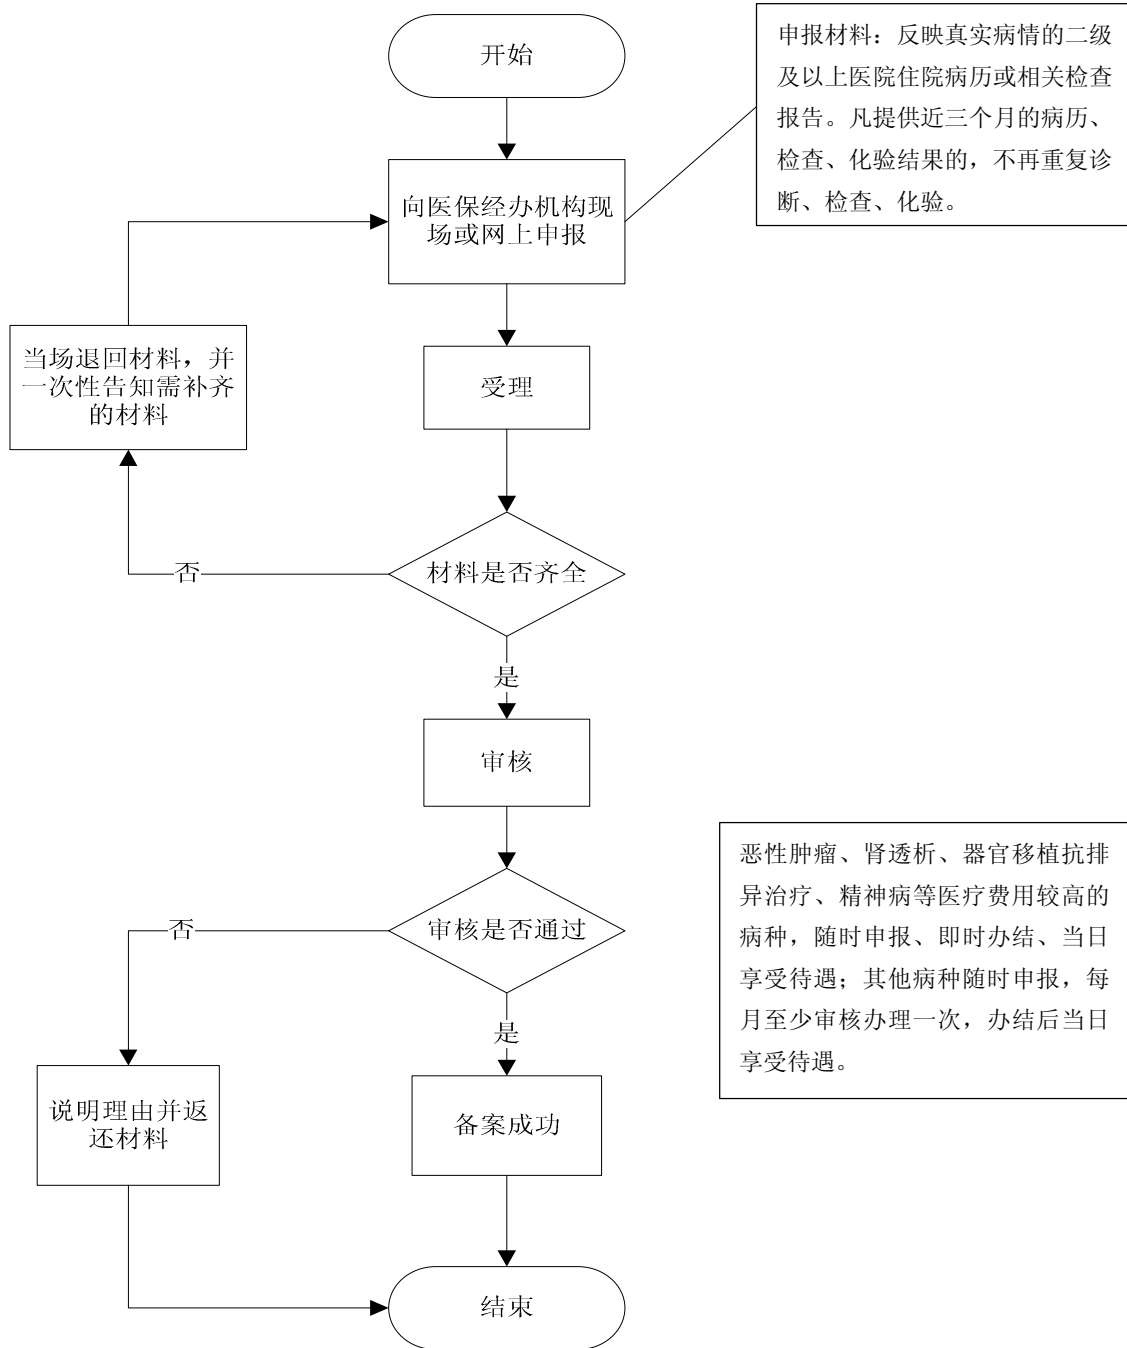 开始
申报材料：反映真实病情的二级
及以上医院住院病历或相关检查
报告。凡提供近三个月的病历、
检查、化验结果的，不再重复诊
断、检查、化验。
向医保经办机构现
场或网上申报
当场退回材料，并
一次性告知需补齐
的材料
受理
否
材料是否齐全
是
审核
恶性肿瘤、肾透析、器官移植抗排
异治疗、精神病等医疗费用较高的
病种，随时申报、即时办结、当日
享受待遇；其他病种随时申报，每
月至少审核办理一次，办结后当日
享受待遇。
否
审核是否通过
是
说明理由并返
还材料
备案成功
结束